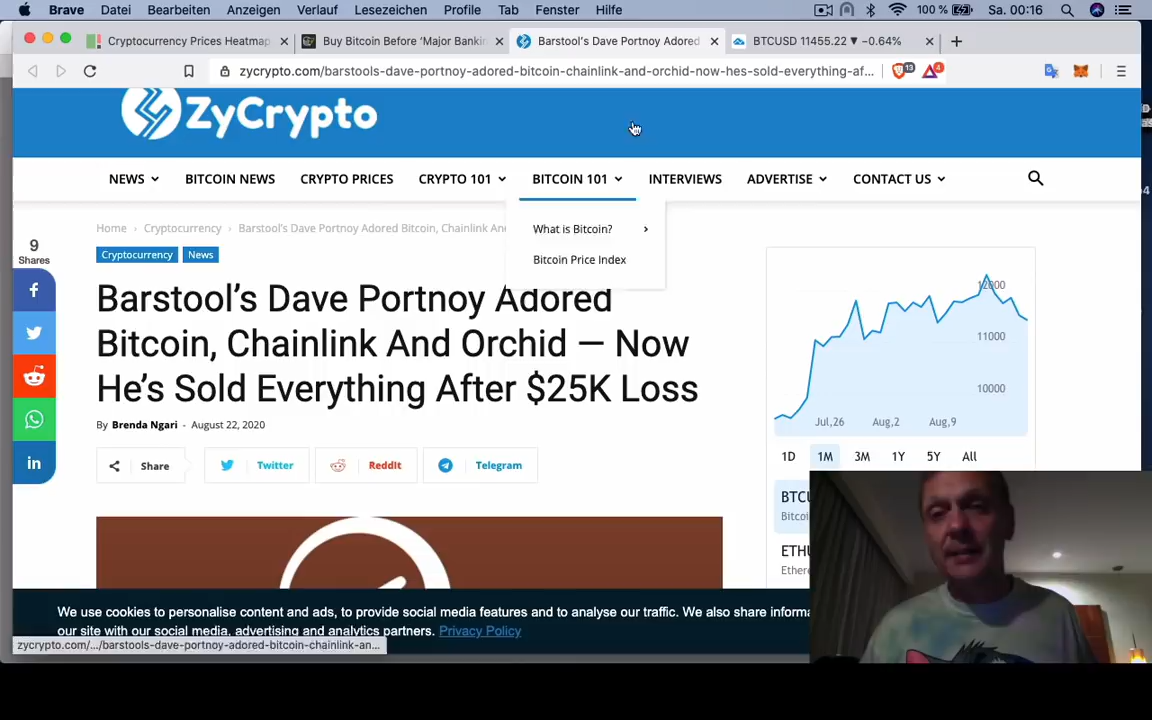 Brave Datei Bearbeiten Anzeigen Verlauf Lesezeichen Profile Tab Fenster Hilfe 100 % Sa. 00:16
Cryptocurrency Prices Heatmap Buy Bitcoin Before 'Major Bankin Barstool's Dave Portnoy Adored BTCUSD 11455.22 ▼ −0.64%
zycrypto.com/barstools-dave-portnoy-adored-bitcoin-chainlink-and-orchid-now-hes-sold-everything-af... 13 4
ZyCrypto
NEWS BITCOIN NEWS CRYPTO PRICES CRYPTO 101 BITCOIN 101 INTERVIEWS ADVERTISE CONTACT US
Home › Cryptocurrency › Barstool's Dave Portnoy Adored Bitcoin, Chainlink An
What is Bitcoin?
Bitcoin Price Index
9
Shares
Cryptocurrency News
Barstool's Dave Portnoy Adored
Bitcoin, Chainlink And Orchid — Now
He's Sold Everything After $25K Loss
By Brenda Ngari - August 22, 2020
Share Twitter ReddIt Telegram
12000
11000
10000
Jul,26 Aug,2 Aug,9
1D 1M 3M 1Y 5Y All
BTCU
Bitcoi
ETHU
Ethere
We use cookies to personalise content and ads, to provide social media features and to analyse our traffic. We also share informa
our site with our social media, advertising and analytics partners. Privacy Policy
zycrypto.com/.../barstools-dave-portnoy-adored-bitcoin-chainlink-an...